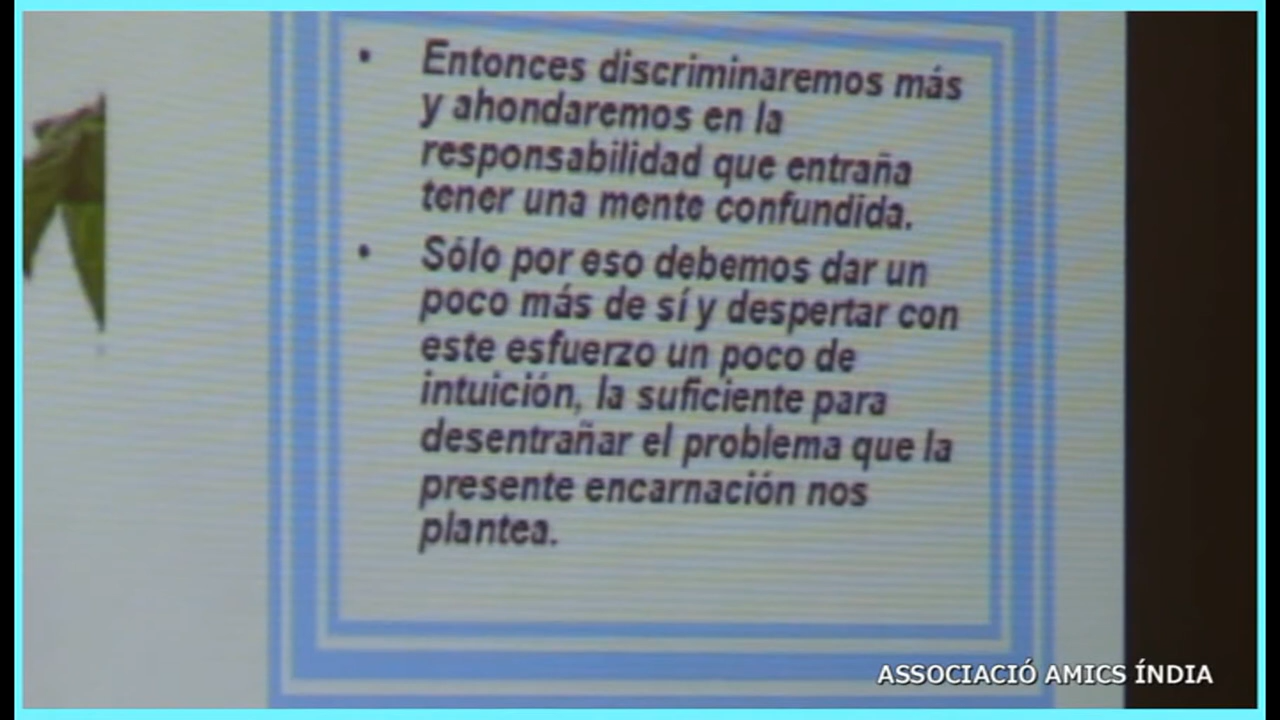 • Entonces discriminaremos más
y ahondaremos en la
responsabilidad que entraña
tener una mente confundida.
• Sólo por eso debemos dar un
poco más de sí y despertar con
este esfuerzo un poco de
intuición, la suficiente para
desentrañar el problema que la
presente encarnación nos
plantea.
ASSOCIACIÓ AMICS ÍNDIA